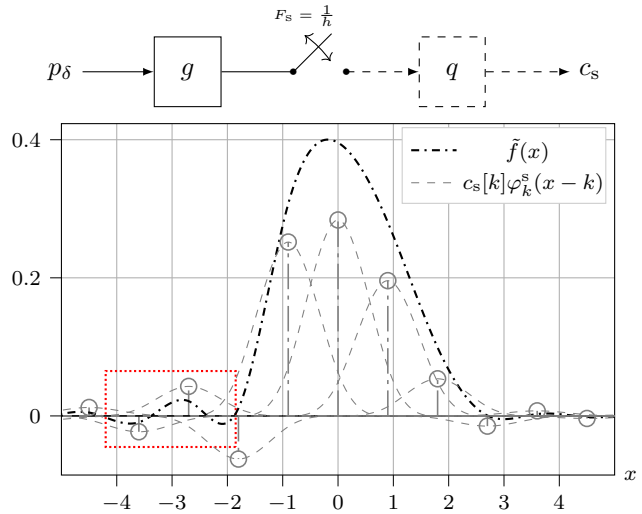 F_s = 1/h
p_δ g q c_s
0.4
f̃(x)
c_s[k]φ_k^s(x − k)
0.2
0
x
−4 −3 −2 −1 0 1 2 3 4